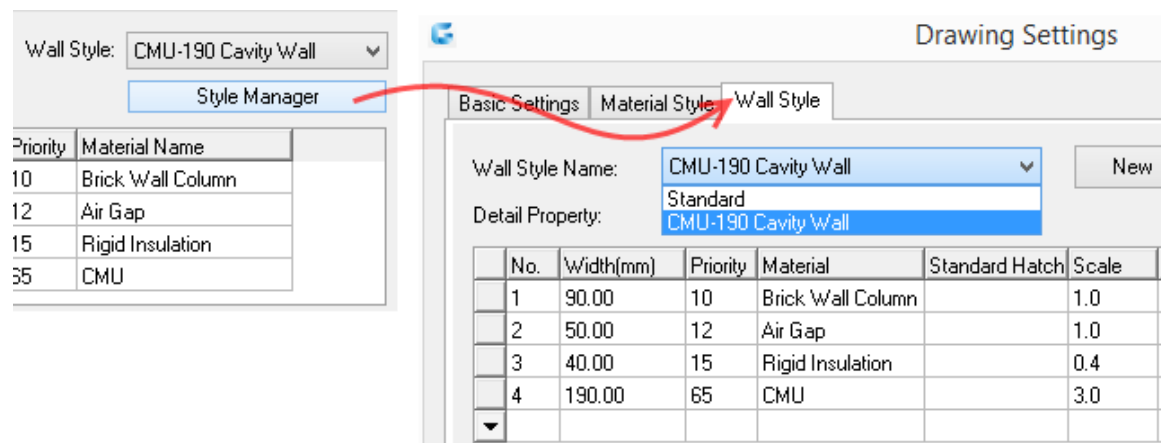 Wall Style: CMU-190 Cavity Wall
Style Manager
Priority Material Name
10 Brick Wall Column
12 Air Gap
15 Rigid Insulation
65 CMU
Drawing Settings
Basic Settings Material Style Wall Style
Wall Style Name: CMU-190 Cavity Wall New
Standard
Detail Property: CMU-190 Cavity Wall
No. Width(mm) Priority Material Standard Hatch Scale
1 90.00 10 Brick Wall Column 1.0
2 50.00 12 Air Gap 1.0
3 40.00 15 Rigid Insulation 0.4
4 190.00 65 CMU 3.0